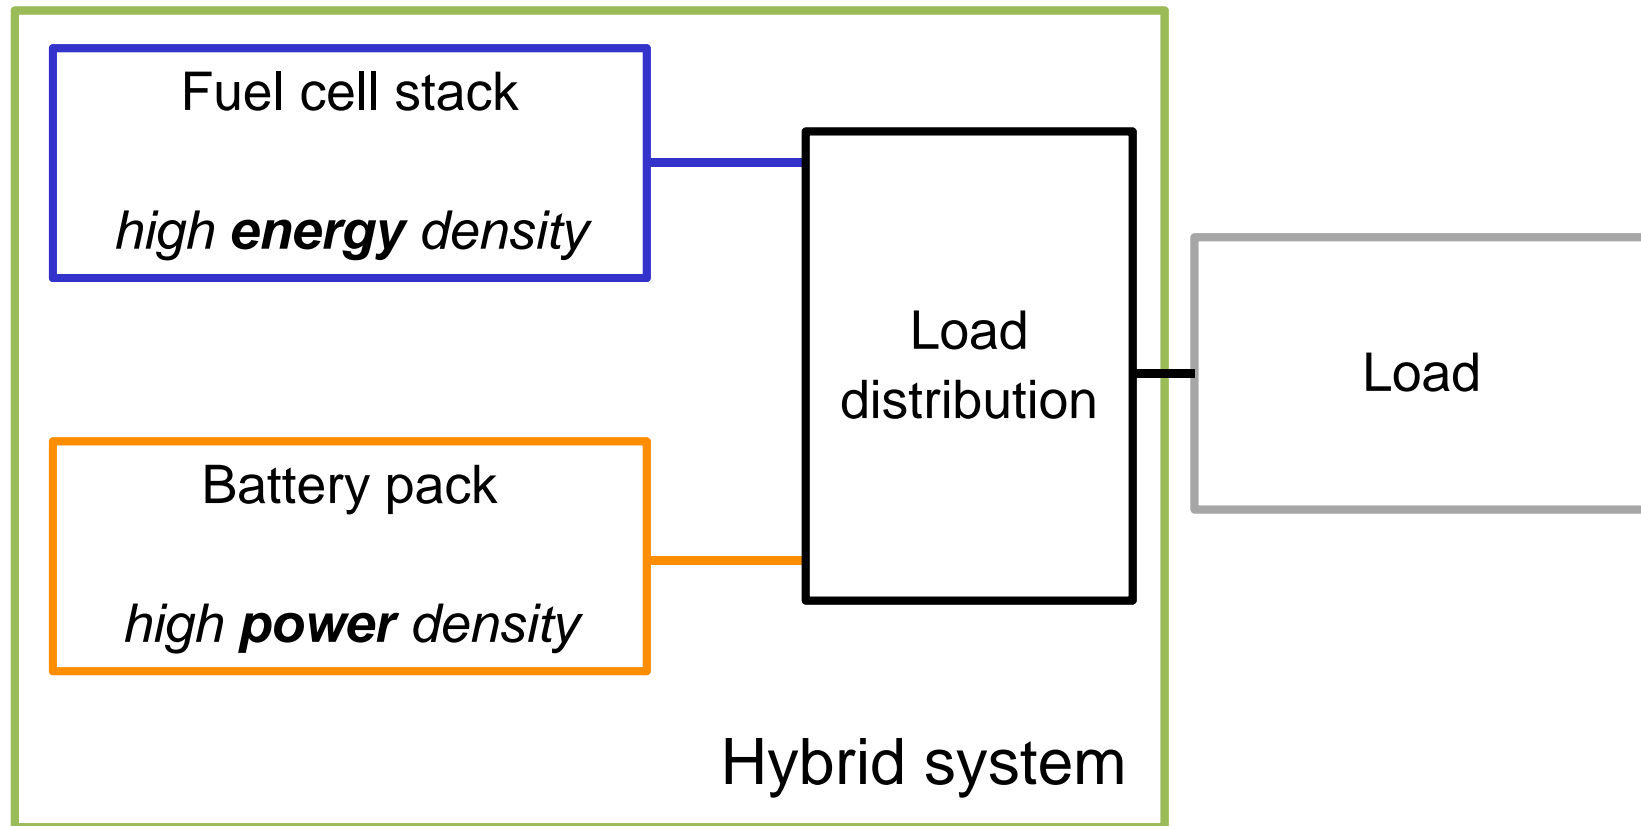 Fuel cell stack
high energy density
Battery pack
high power density
Load
distribution
Load
Hybrid system